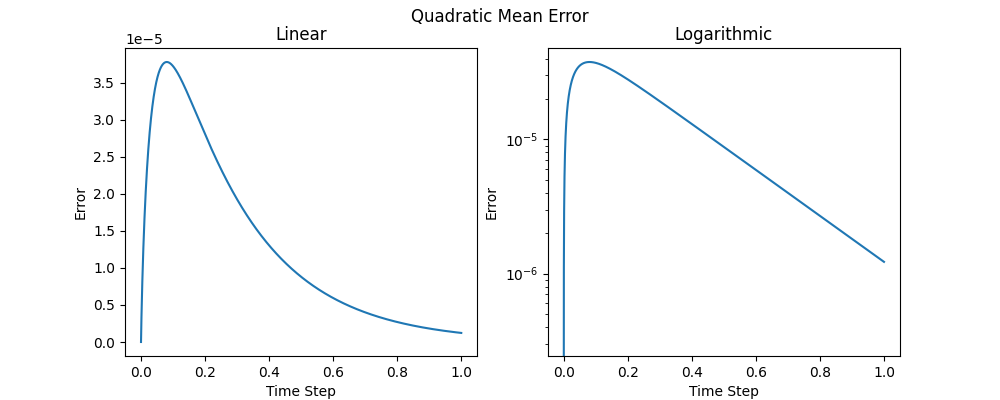 Quadratic Mean Error
Linear
1e−5
3.5
3.0
2.5
2.0
1.5
1.0
0.5
0.0
Error
0.0 0.2 0.4 0.6 0.8 1.0
Time Step
Logarithmic
10⁻⁵
10⁻⁶
Error
0.0 0.2 0.4 0.6 0.8 1.0
Time Step